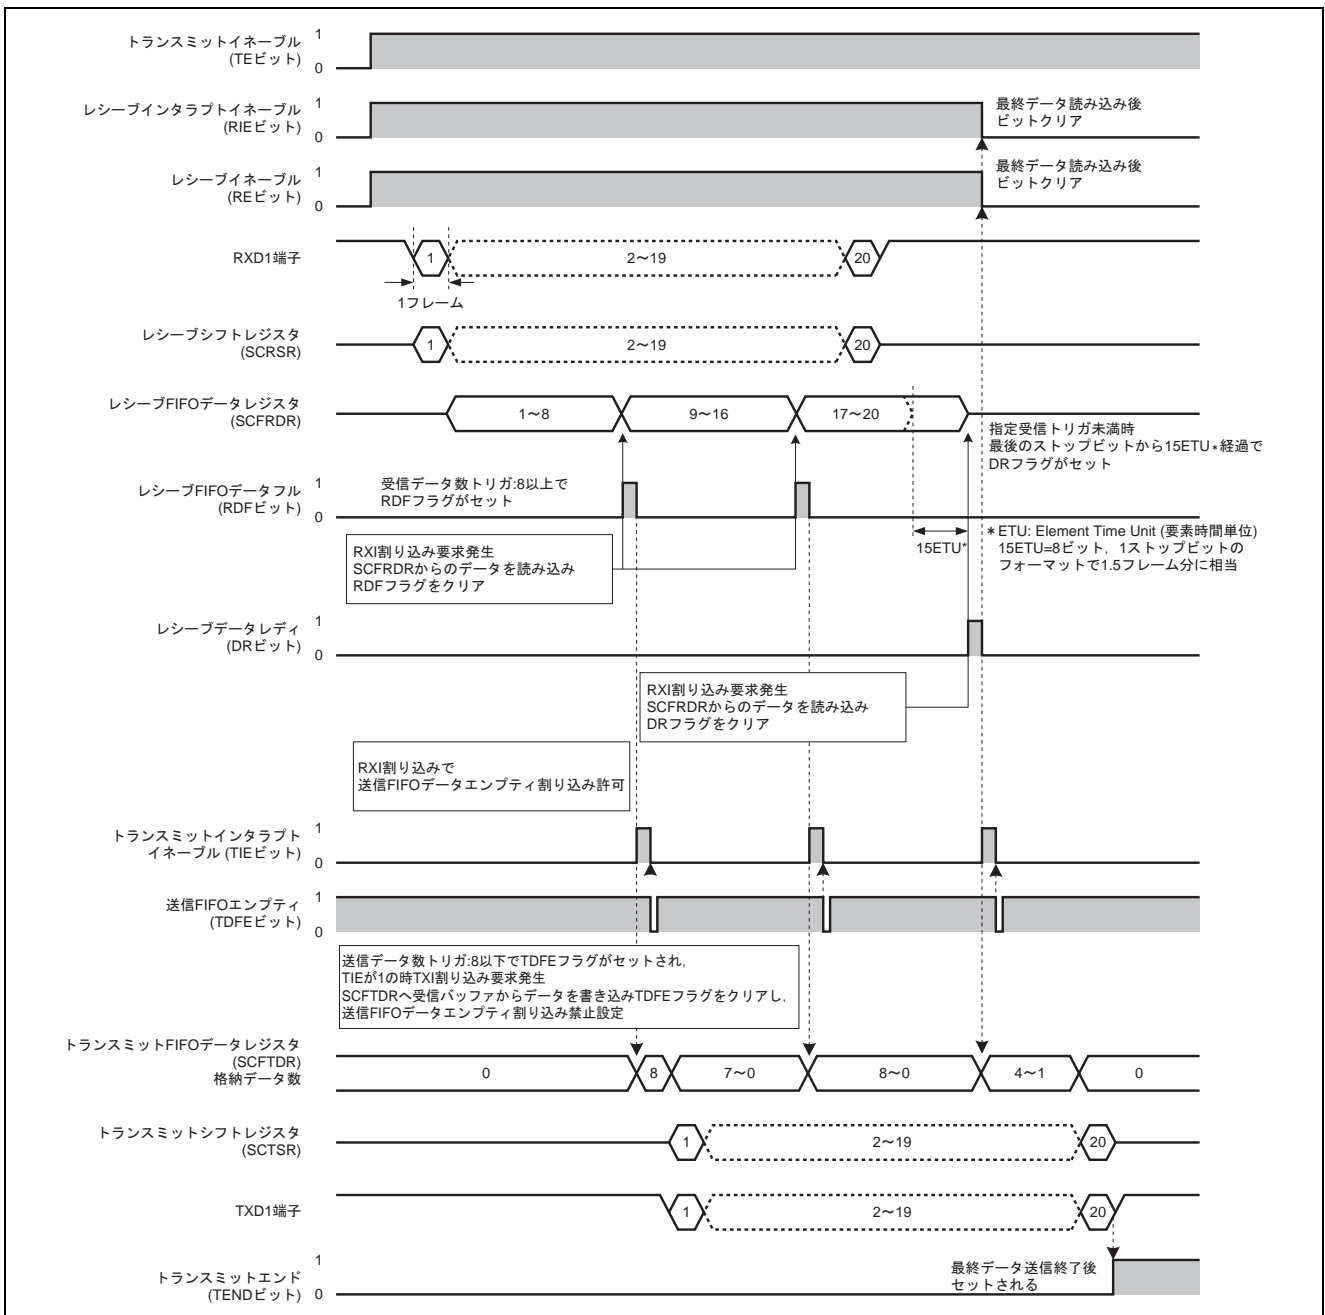 トランスミットイネーブル
(TEビット)
1
0
レシーブインタラプトイネーブル
(RIEビット)
1
0
最終データ読み込み後
ビットクリア
レシーブイネーブル
(REビット)
1
0
最終データ読み込み後
ビットクリア
RXD1端子
1
2～19
20
1フレーム
レシーブシフトレジスタ
(SCRSR)
1
2～19
20
レシーブFIFOデータレジスタ
(SCFRDR)
1～8
9～16
17～20
指定受信トリガ未満時
最後のストップビットから15ETU*経過で
DRフラグがセット
レシーブFIFOデータフル
(RDFビット)
1
0
受信データ数トリガ:8以上で
RDFフラグがセット
15ETU*
*ETU: Element Time Unit (要素時間単位)
15ETU=8ビット, 1ストップビットの
フォーマットで1.5フレーム分に相当
RXI割り込み要求発生
SCFRDRからのデータを読み込み
RDFフラグをクリア
レシーブデータレディ
(DRビット)
1
0
RXI割り込み要求発生
SCFRDRからのデータを読み込み
DRフラグをクリア
RXI割り込みで
送信FIFOデータエンプティ割り込み許可
トランスミットインタラプト
イネーブル (TIEビット)
1
0
送信FIFOエンプティ
(TDFEビット)
1
0
送信データ数トリガ:8以下でTDFEフラグがセットされ,
TIEが1の時TXI割り込み要求発生
SCFTDRへ受信バッファからデータを書き込みTDFEフラグをクリアし,
送信FIFOデータエンプティ割り込み禁止設定
トランスミットFIFOデータレジスタ
(SCFTDR)
格納データ数
0
8
7～0
8～0
4～1
0
トランスミットシフトレジスタ
(SCTSR)
1
2～19
20
TXD1端子
1
2～19
20
トランスミットエンド
(TENDビット)
1
0
最終データ送信終了後
セットされる